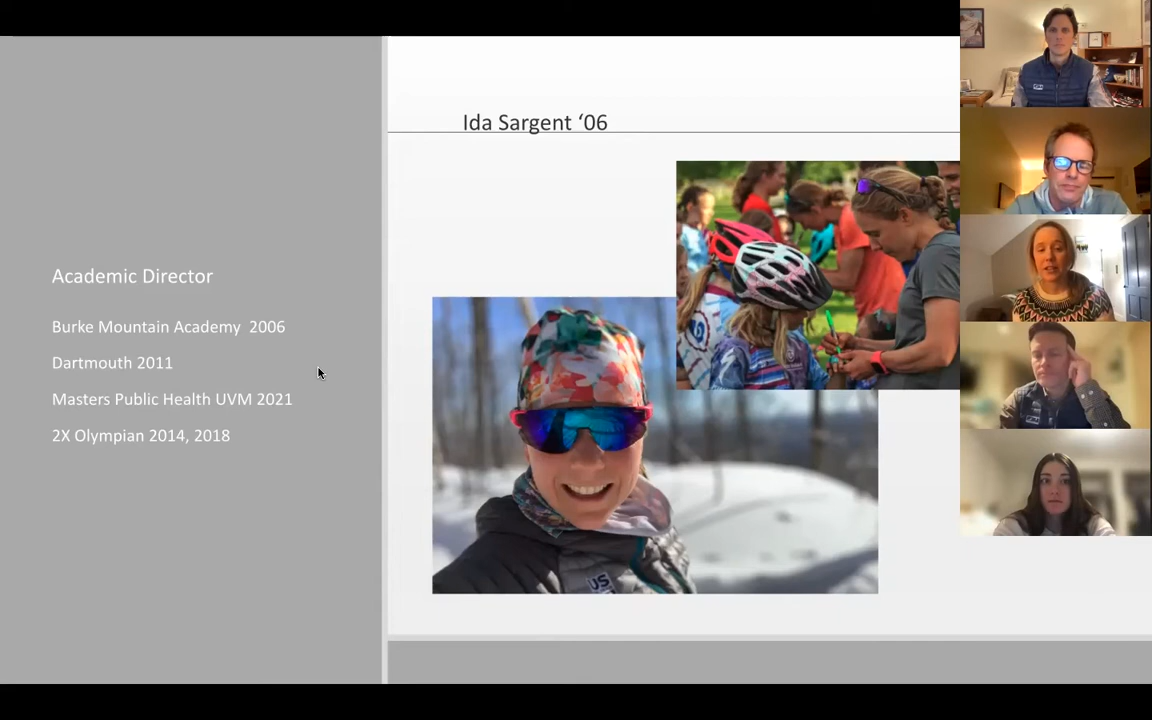 Ida Sargent ‘06
Academic Director
Burke Mountain Academy  2006
Dartmouth 2011
Masters Public Health UVM 2021
2X Olympian 2014, 2018
US